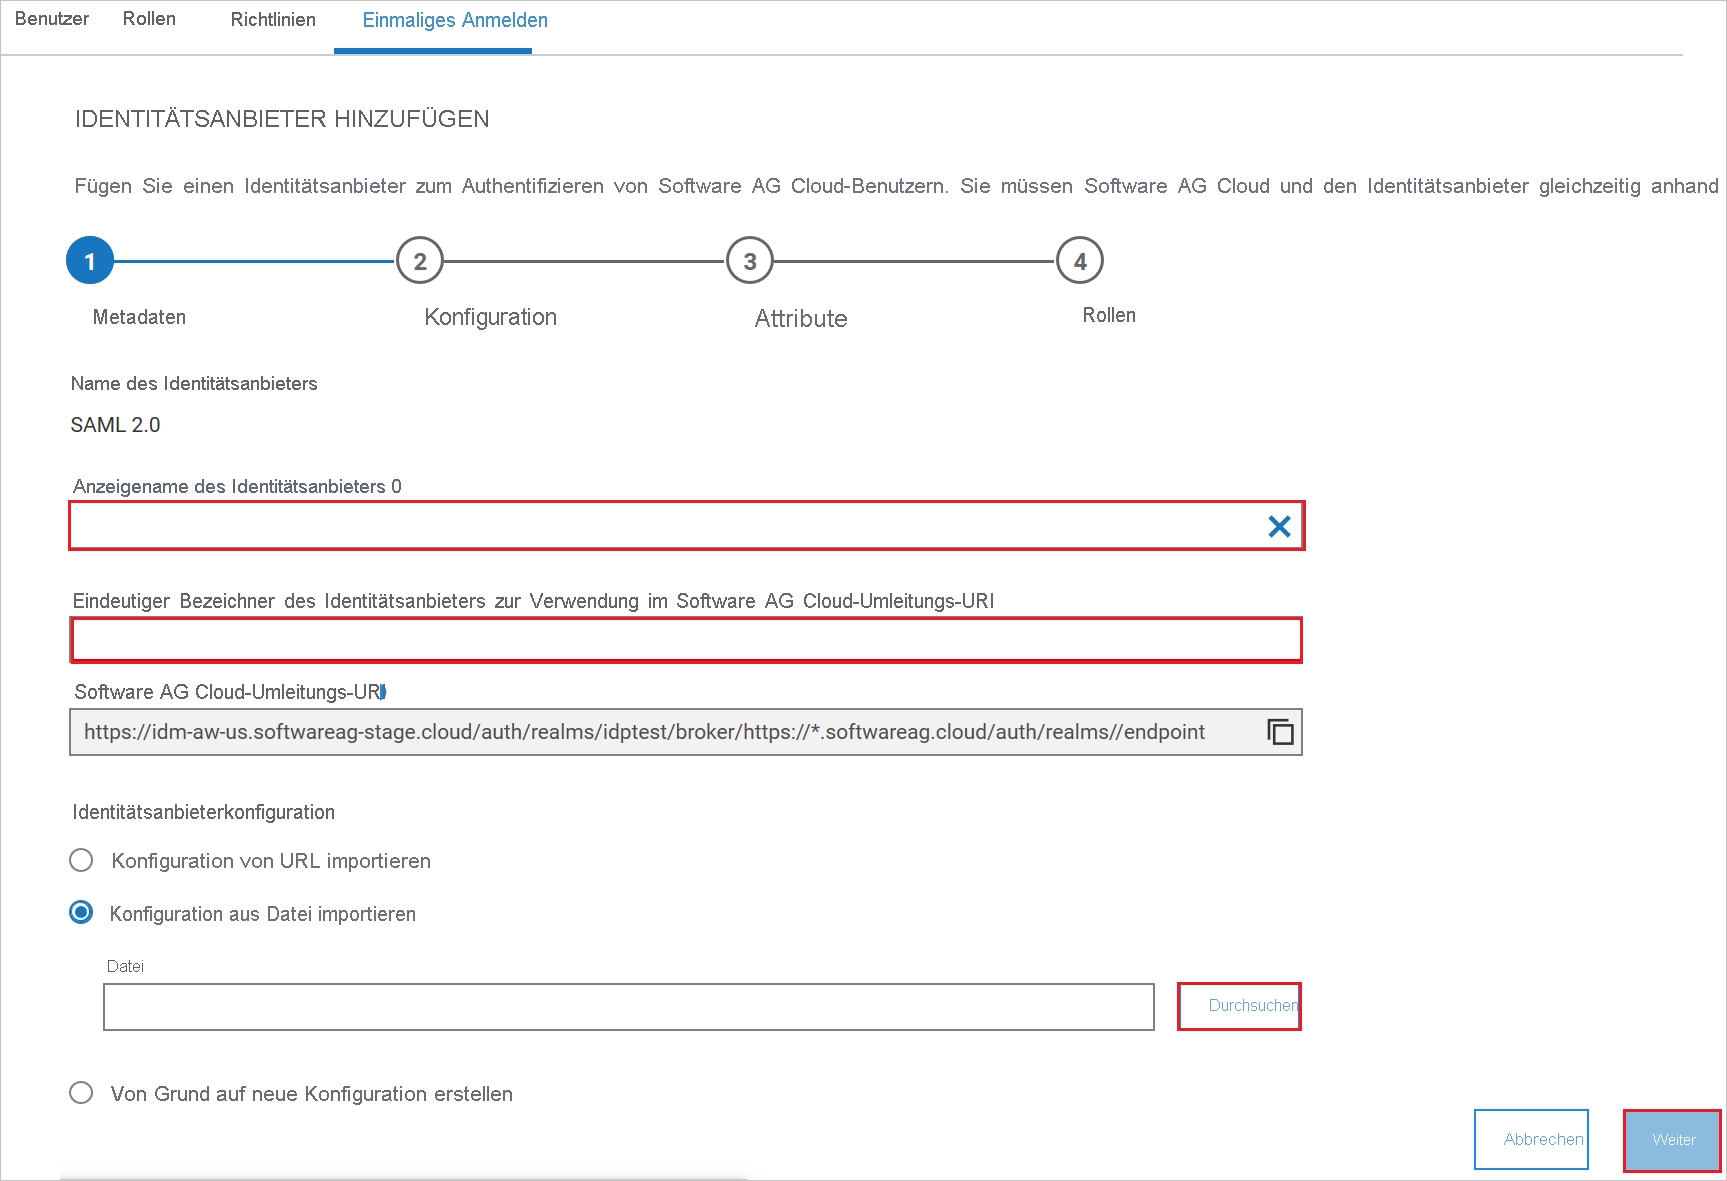 Benutzer Rollen Richtlinien Einmaliges Anmelden
IDENTITÄTSANBIETER HINZUFÜGEN
Fügen Sie einen Identitätsanbieter zum Authentifizieren von Software AG Cloud-Benutzern. Sie müssen Software AG Cloud und den Identitätsanbieter gleichzeitig anhand
1 2 3 4
Metadaten Konfiguration Attribute Rollen
Name des Identitätsanbieters
SAML 2.0
Anzeigename des Identitätsanbieters 0
Eindeutiger Bezeichner des Identitätsanbieters zur Verwendung im Software AG Cloud-Umleitungs-URI
Software AG Cloud-Umleitungs-URI
https://idm-aw-us.softwareag-stage.cloud/auth/realms/idptest/broker/https://*.softwareag.cloud/auth/realms//endpoint
Identitätsanbieterkonfiguration
Konfiguration von URL importieren
Konfiguration aus Datei importieren
Datei
Durchsuchen
Von Grund auf neue Konfiguration erstellen
Abbrechen Weiter